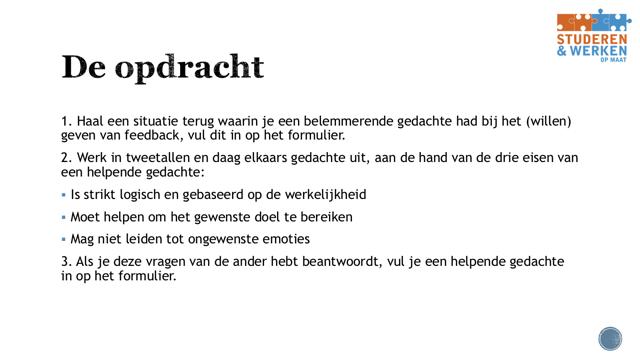 STUDEREN
& WERKEN
OP MAAT
De opdracht
1. Haal een situatie terug waarin je een belemmerende gedachte had bij het (willen)
geven van feedback, vul dit in op het formulier.
2. Werk in tweetallen en daag elkaars gedachte uit, aan de hand van de drie eisen van
een helpende gedachte:
▪ Is strikt logisch en gebaseerd op de werkelijkheid
▪ Moet helpen om het gewenste doel te bereiken
▪ Mag niet leiden tot ongewenste emoties
3. Als je deze vragen van de ander hebt beantwoordt, vul je een helpende gedachte
in op het formulier.